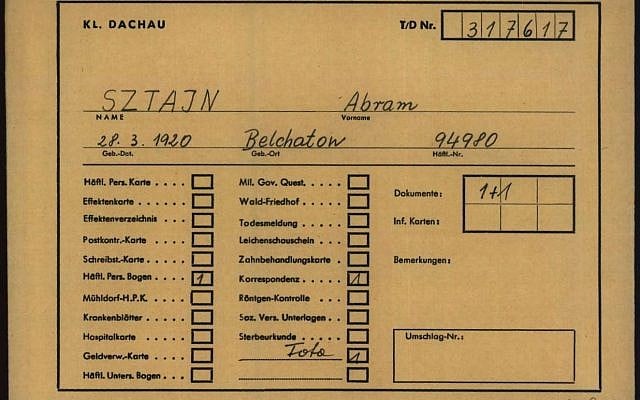 KL. DACHAU
T/D Nr. 317617
SZTAJN Abram
NAME Vorname
28. 3. 1920 Belchatow 94980
Geb.-Dat. Geb.-Ort Häftl.-Nr.
Häftl. Pers. Karte . . . .
Effektenkarte . . . .
Effektenverzeichnis . . .
Postkontr.-Karte . . . .
Schreibst.-Karte . . . .
Häftl. Pers. Bogen . . . . 1
Mühldorf-H.P.K. . . . .
Krankenblätter . . . .
Hospitalkarte . . . .
Geldverw.-Karte . . . .
Häftl. Unters. Bogen . . . .
Mil. Gov. Quest. . . . . .
Wald-Friedhof . . . . .
Todesmeldung . . . . .
Leichenschauschein . . .
Zahnbehandlungskarte .
Korrespondenz . . . . 1
Röntgen-Kontrolle . . .
Soz. Vers. Unterlagen . .
Sterbeurkunde . . . . .
Foto 1
Dokumente: 1+1
Inf. Karten:
Bemerkungen:
Umschlag-Nr.: